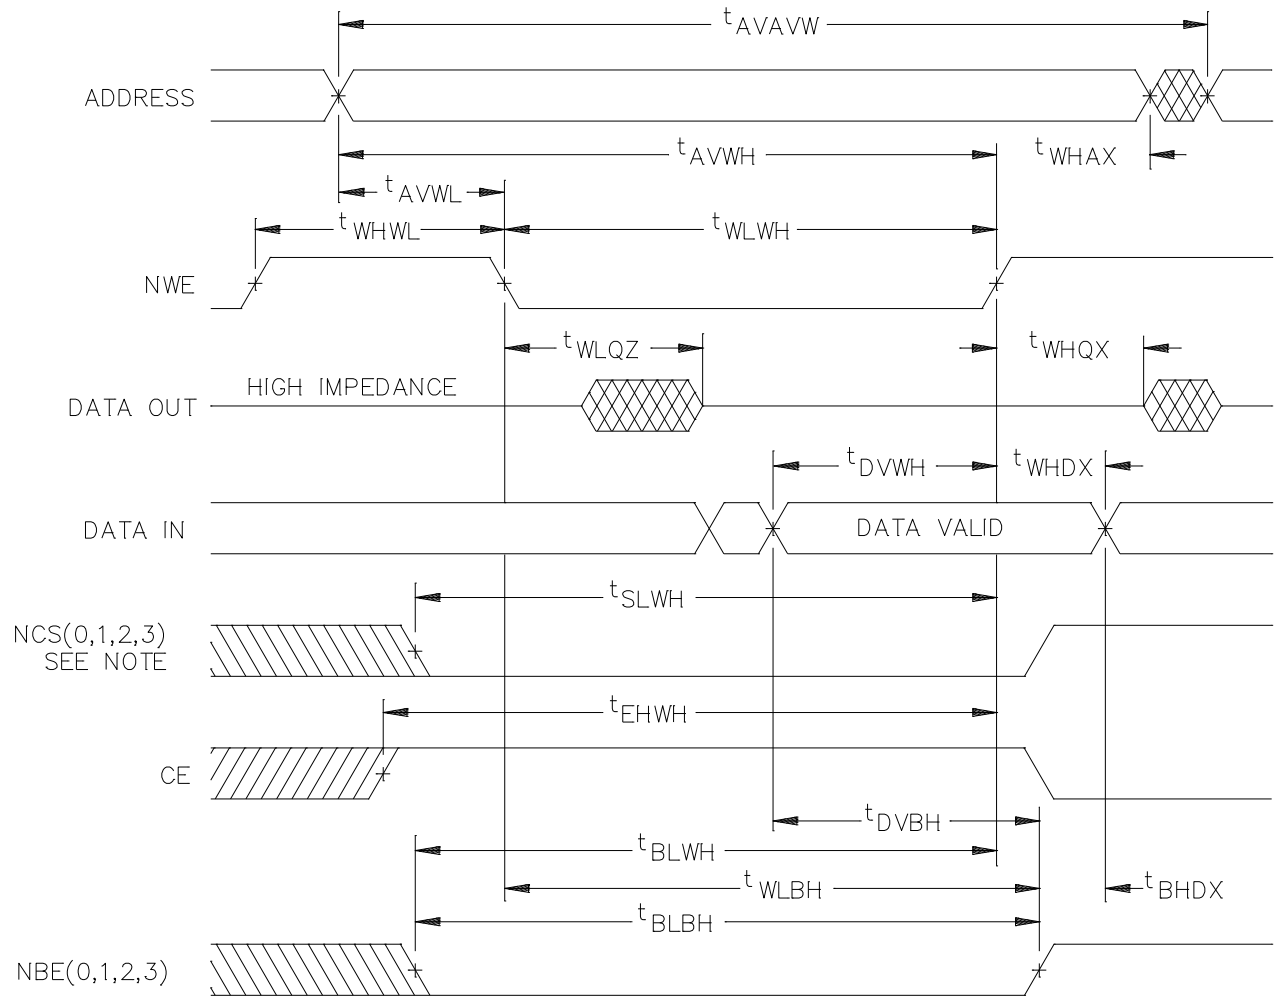 tAVAVW
ADDRESS
tAVWH
tWHAX
tAVWL
tWHWL
tWLWH
NWE
tWLQZ
tWHQX
HIGH IMPEDANCE
DATA OUT
tDVWH
tWHDX
DATA IN
DATA VALID
tSLWH
NCS(0,1,2,3)
SEE NOTE
tEHWH
CE
tDVBH
tBLWH
tWLBH
tBHDX
tBLBH
NBE(0,1,2,3)